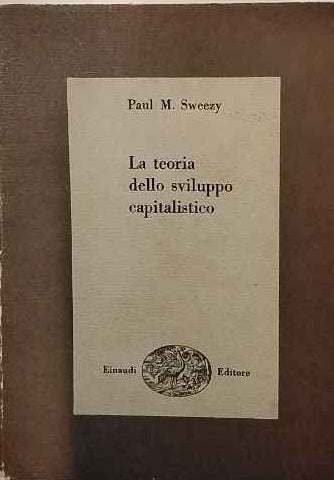 Paul M. Sweezy
La teoria
dello sviluppo
capitalistico
Einaudi Editore